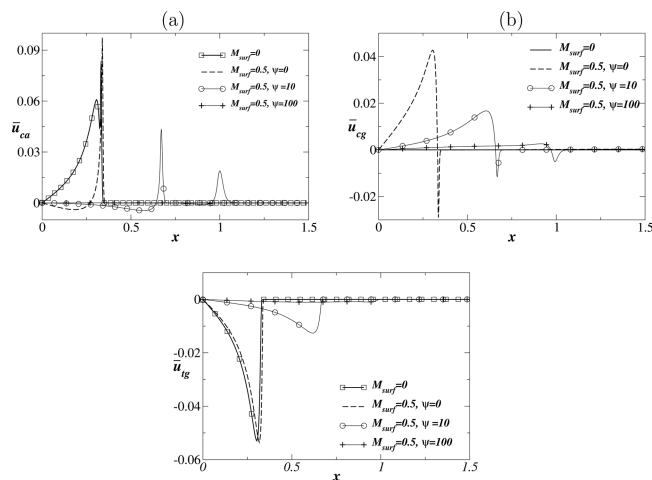 (a)
(b)
0.09
0.06
0.03
0
ū_ca
0
0.5
1
1.5
x
M_surf=0
M_surf=0.5, ψ=0
M_surf=0.5, ψ=10
M_surf=0.5, ψ=100
0.04
0.02
0
-0.02
ū_cg
0
0.5
1
1.5
x
M_surf=0
M_surf=0.5, ψ=0
M_surf=0.5, ψ=10
M_surf=0.5, ψ=100
0
-0.02
-0.04
-0.06
ū_tg
0
0.5
1
1.5
x
M_surf=0
M_surf=0.5, ψ=0
M_surf=0.5, ψ=10
M_surf=0.5, ψ=100